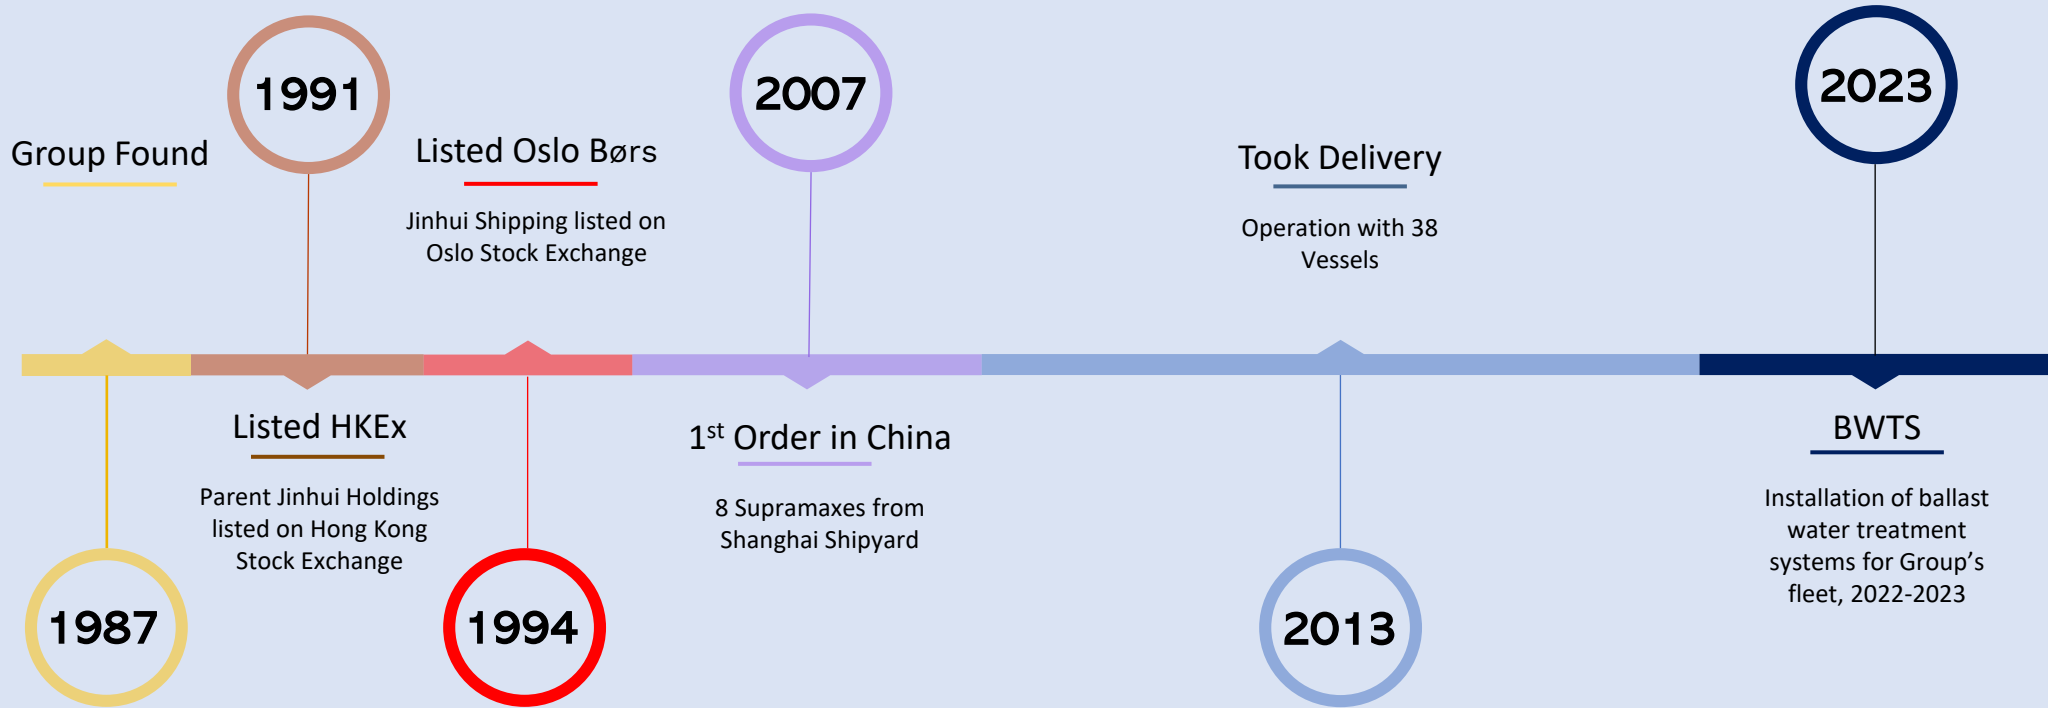 1987
Group Found
1991
Listed HKEx
Parent Jinhui Holdings
listed on Hong Kong
Stock Exchange
1994
Listed Oslo Børs
Jinhui Shipping listed on
Oslo Stock Exchange
2007
1st Order in China
8 Supramaxes from
Shanghai Shipyard
2013
Took Delivery
Operation with 38
Vessels
2023
BWTS
Installation of ballast
water treatment
systems for Group’s
fleet, 2022-2023